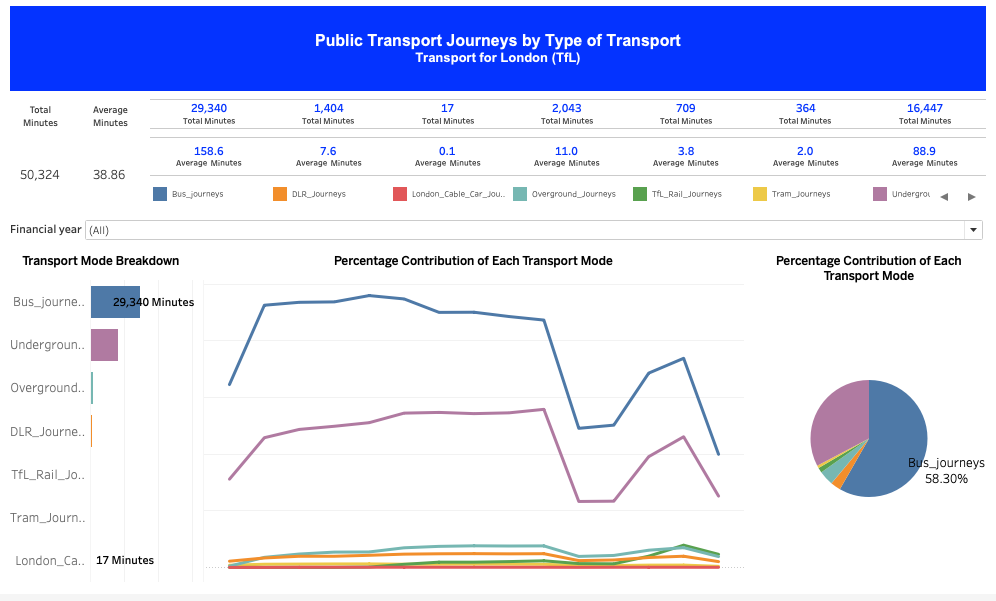 Public Transport Journeys by Type of Transport
Transport for London (TfL)
Total Minutes
Average Minutes
50,324
38.86
29,340
Total Minutes
1,404
Total Minutes
17
Total Minutes
2,043
Total Minutes
709
Total Minutes
364
Total Minutes
16,447
Total Minutes
158.6
Average Minutes
7.6
Average Minutes
0.1
Average Minutes
11.0
Average Minutes
3.8
Average Minutes
2.0
Average Minutes
88.9
Average Minutes
Bus_journeys
DLR_Journeys
London_Cable_Car_Jou..
Overground_Journeys
TfL_Rail_Journeys
Tram_Journeys
Undergrou
Financial year
(All)
Transport Mode Breakdown
Bus_journe..
29,340 Minutes
Undergroun..
Overground..
DLR_Journe..
TfL_Rail_Jo..
Tram_Journ..
London_Ca..
17 Minutes
Percentage Contribution of Each Transport Mode
Percentage Contribution of Each
Transport Mode
Bus_journeys
58.30%